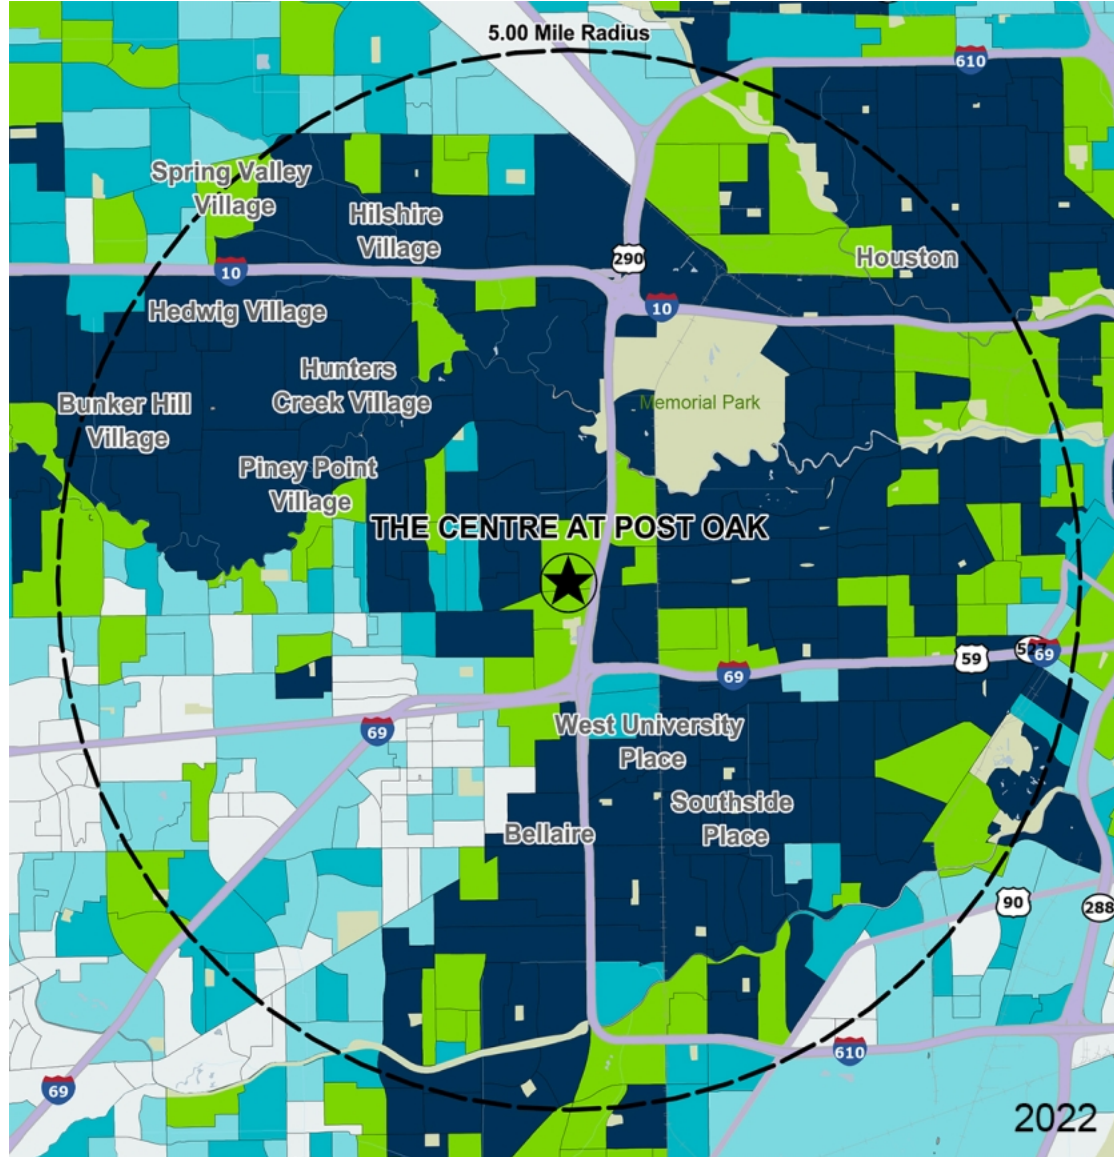 5.00 Mile Radius
610
Spring Valley
Village
Hilshire
Village
290
Houston
10
10
Hedwig Village
Hunters
Creek Village
Memorial Park
Bunker Hill
Village
Piney Point
Village
THE CENTRE AT POST OAK
59
69
69
69
West University
Place
Southside
Place
Bellaire
90
288
610
69
2022